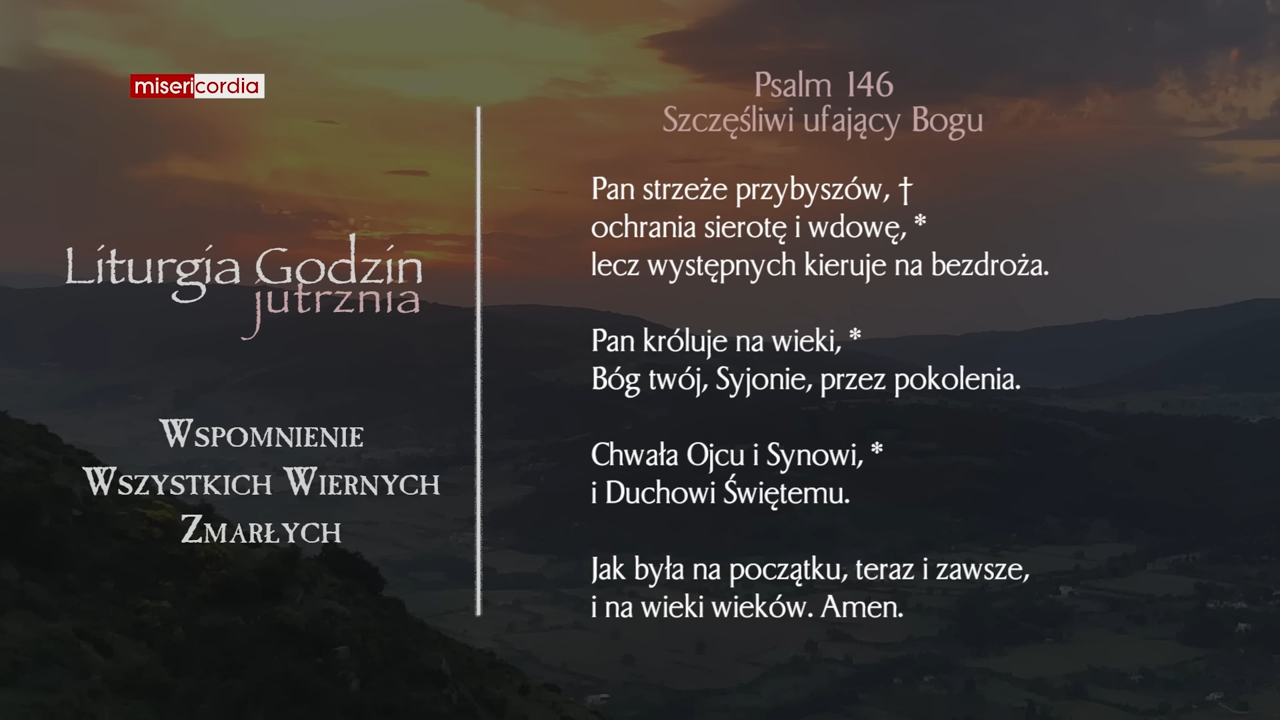 misericordia
Liturgia Godzin
jutrznia
Wspomnienie
Wszystkich Wiernych
Zmarłych
Psalm 146
Szczęśliwi ufający Bogu
Pan strzeże przybyszów, †
ochrania sierotę i wdowę, *
lecz występnych kieruje na bezdroża.
Pan króluje na wieki, *
Bóg twój, Syjonie, przez pokolenia.
Chwała Ojcu i Synowi, *
i Duchowi Świętemu.
Jak była na początku, teraz i zawsze,
i na wieki wieków. Amen.